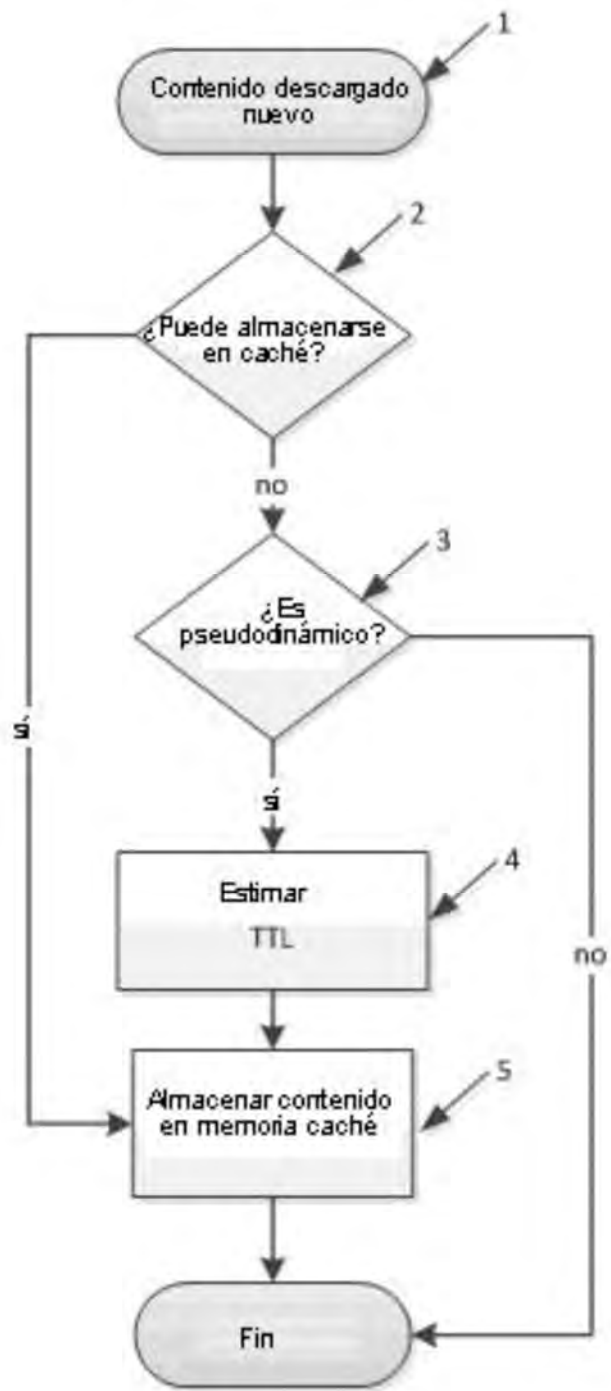 1
Contenido descargado
nuevo
2
¿Puede almacenarse
en caché?
no
3
¿Es
pseudodinámico?
sí
sí
4
Estimar
TTL
no
5
Almacenar contenido
en memoria caché
Fin